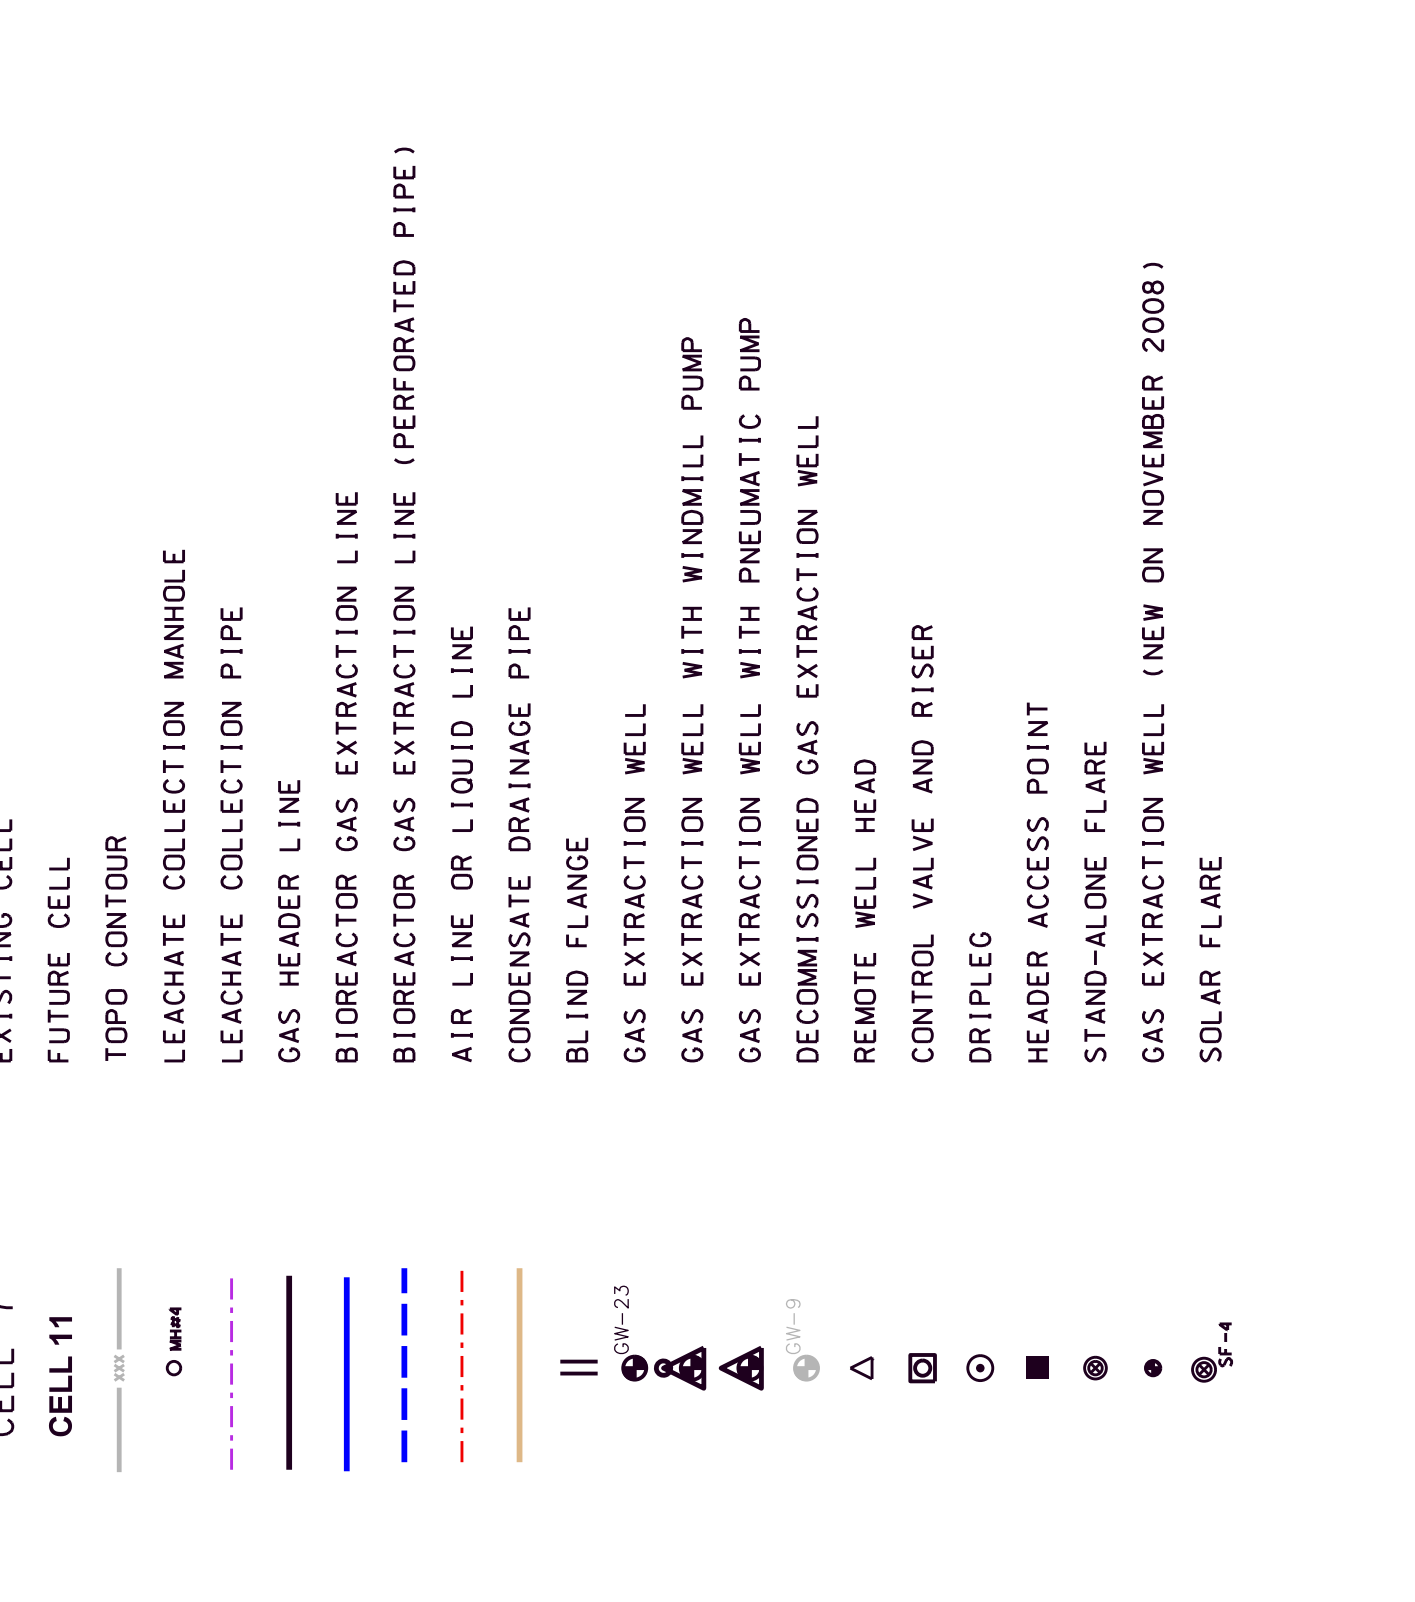 CELL 7 EXISTING CELL
CELL 11 FUTURE CELL
XXX TOPO CONTOUR
MH#4 LEACHATE COLLECTION MANHOLE
LEACHATE COLLECTION PIPE
GAS HEADER LINE
BIOREACTOR GAS EXTRACTION LINE
BIOREACTOR GAS EXTRACTION LINE (PERFORATED PIPE)
AIR LINE OR LIQUID LINE
CONDENSATE DRAINAGE PIPE
BLIND FLANGE
GW-23 GAS EXTRACTION WELL
GAS EXTRACTION WELL WITH WINDMILL PUMP
GAS EXTRACTION WELL WITH PNEUMATIC PUMP
GW-9 DECOMMISSIONED GAS EXTRACTION WELL
REMOTE WELL HEAD
CONTROL VALVE AND RISER
DRIPLEG
HEADER ACCESS POINT
STAND-ALONE FLARE
GAS EXTRACTION WELL (NEW ON NOVEMBER 2008)
SF-4 SOLAR FLARE